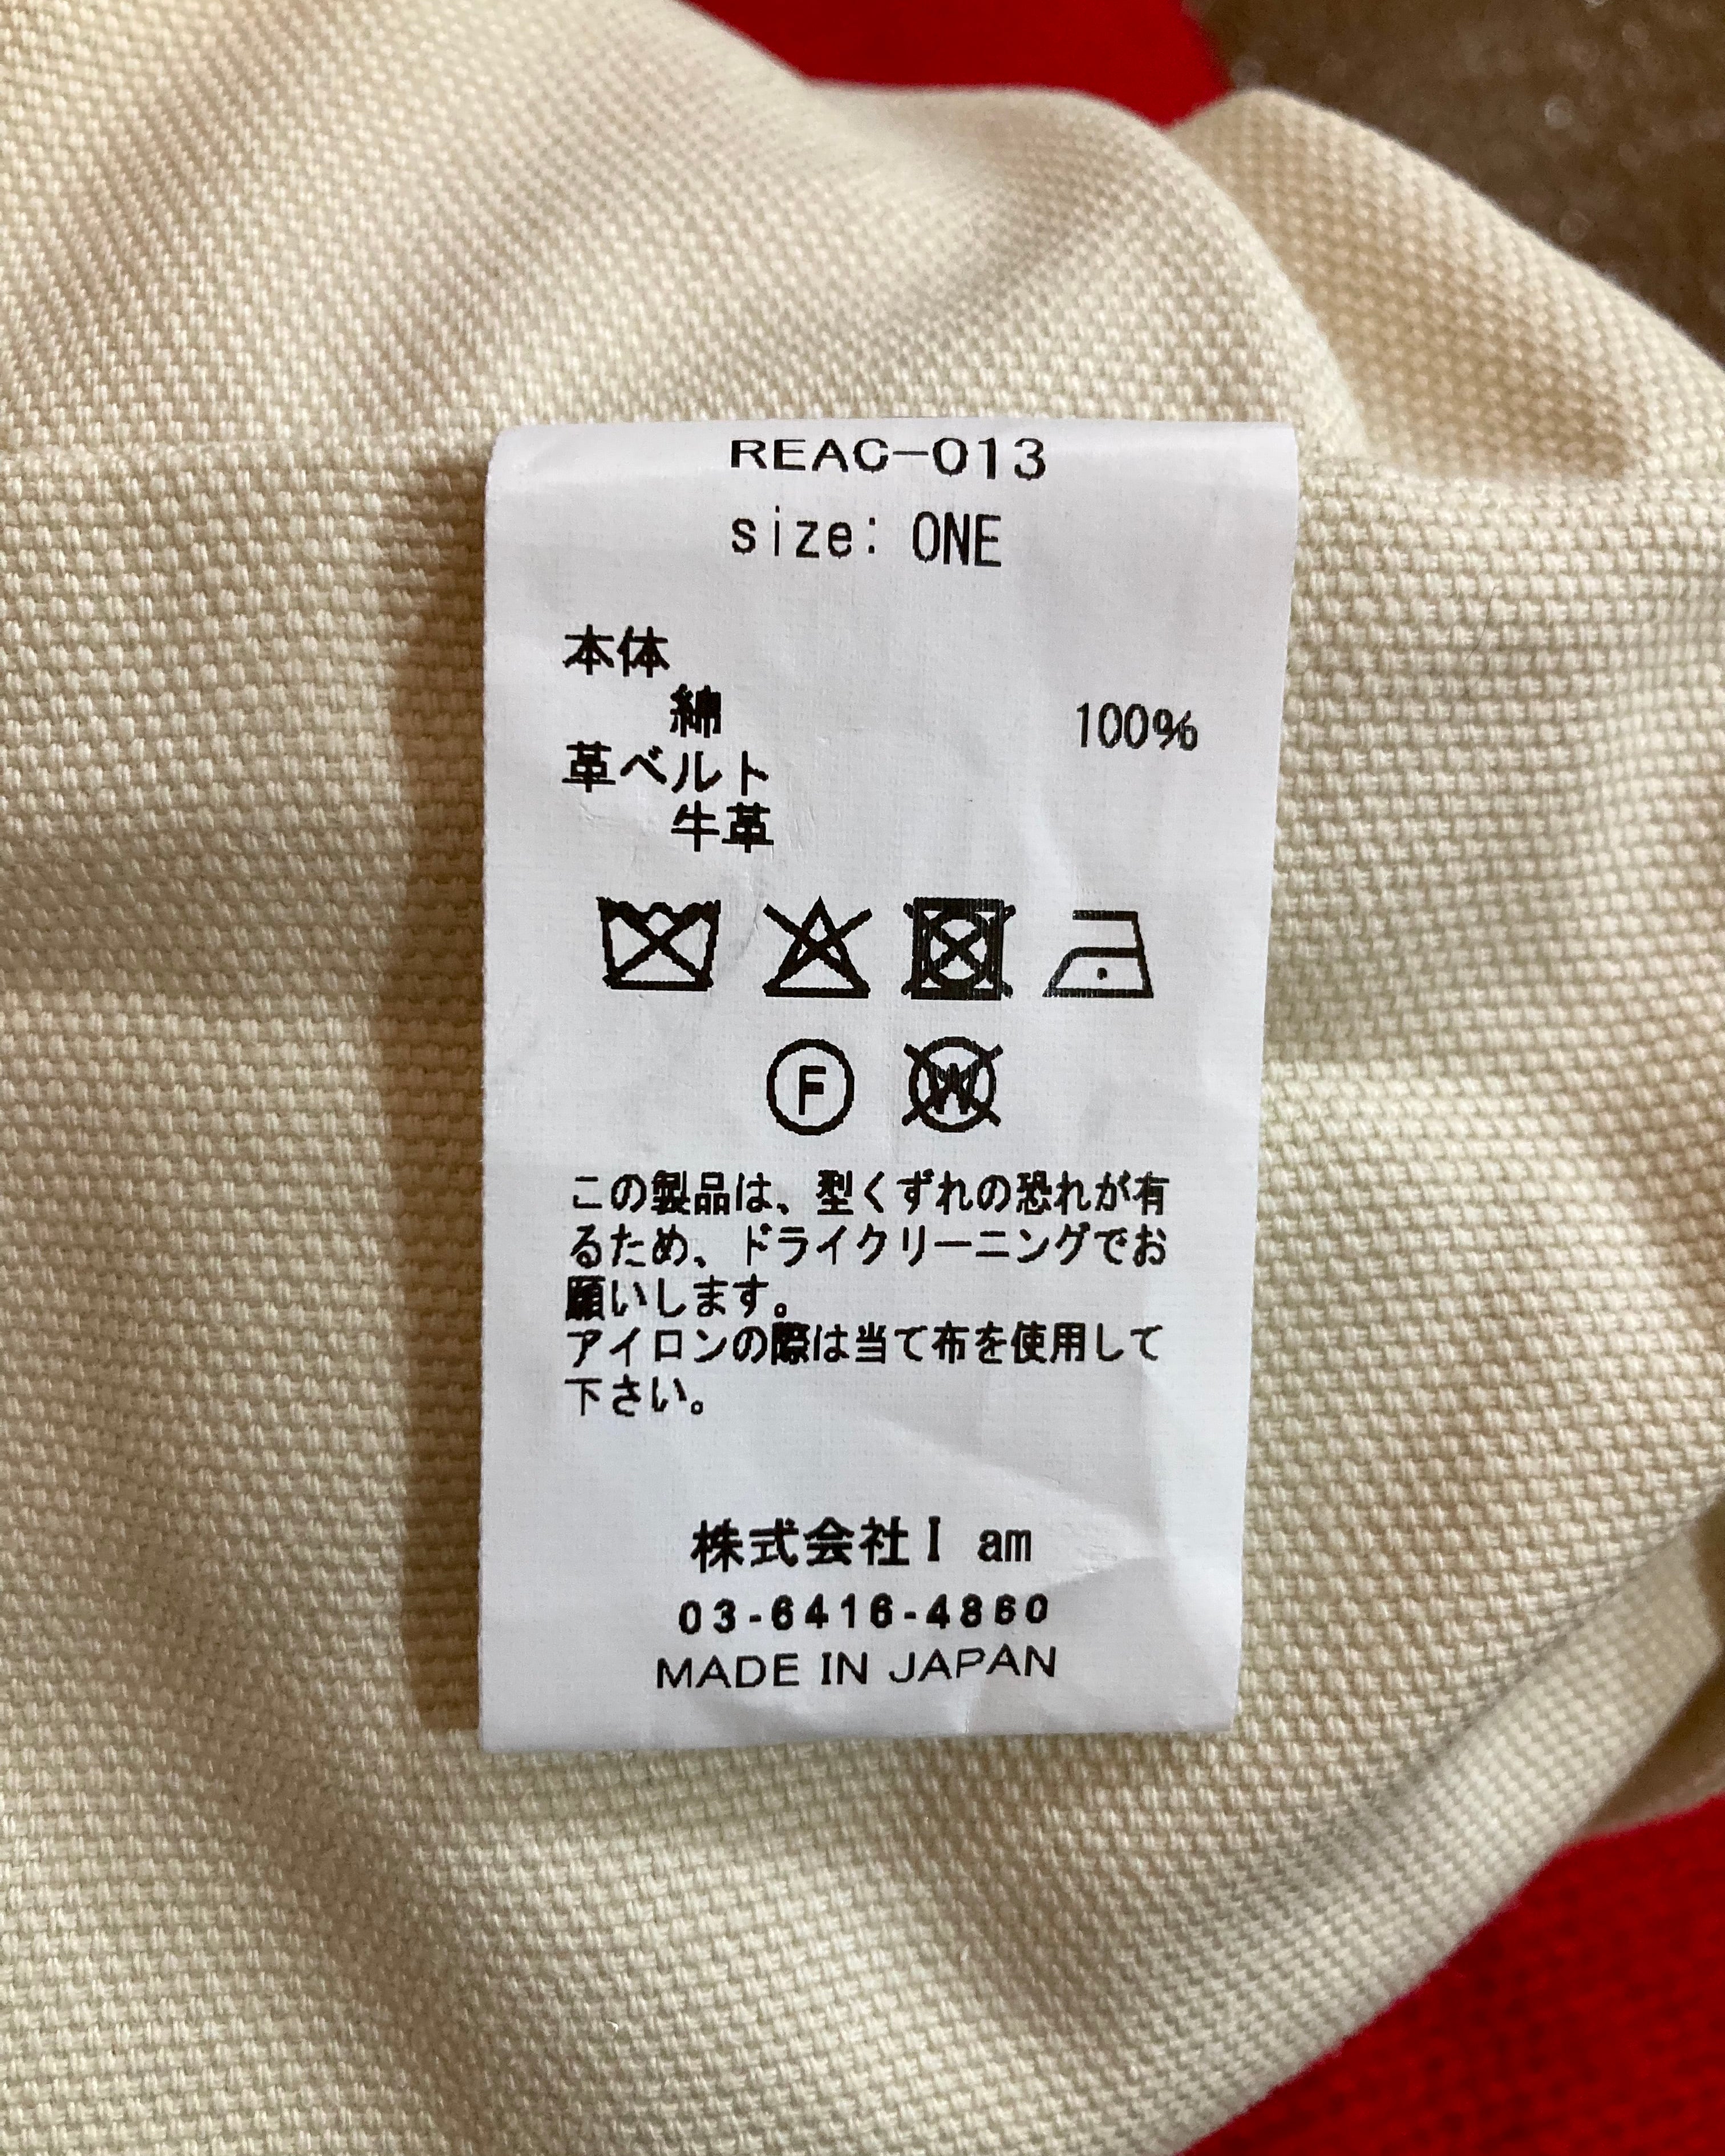 REAC-013
size: ONE
本体
綿 100%
革ベルト
牛革
F W
この製品は、型くずれの恐れが有
るため、ドライクリーニングでお
願いします。
アイロンの際は当て布を使用して
下さい。
株式会社I am
03-6416-4860
MADE IN JAPAN